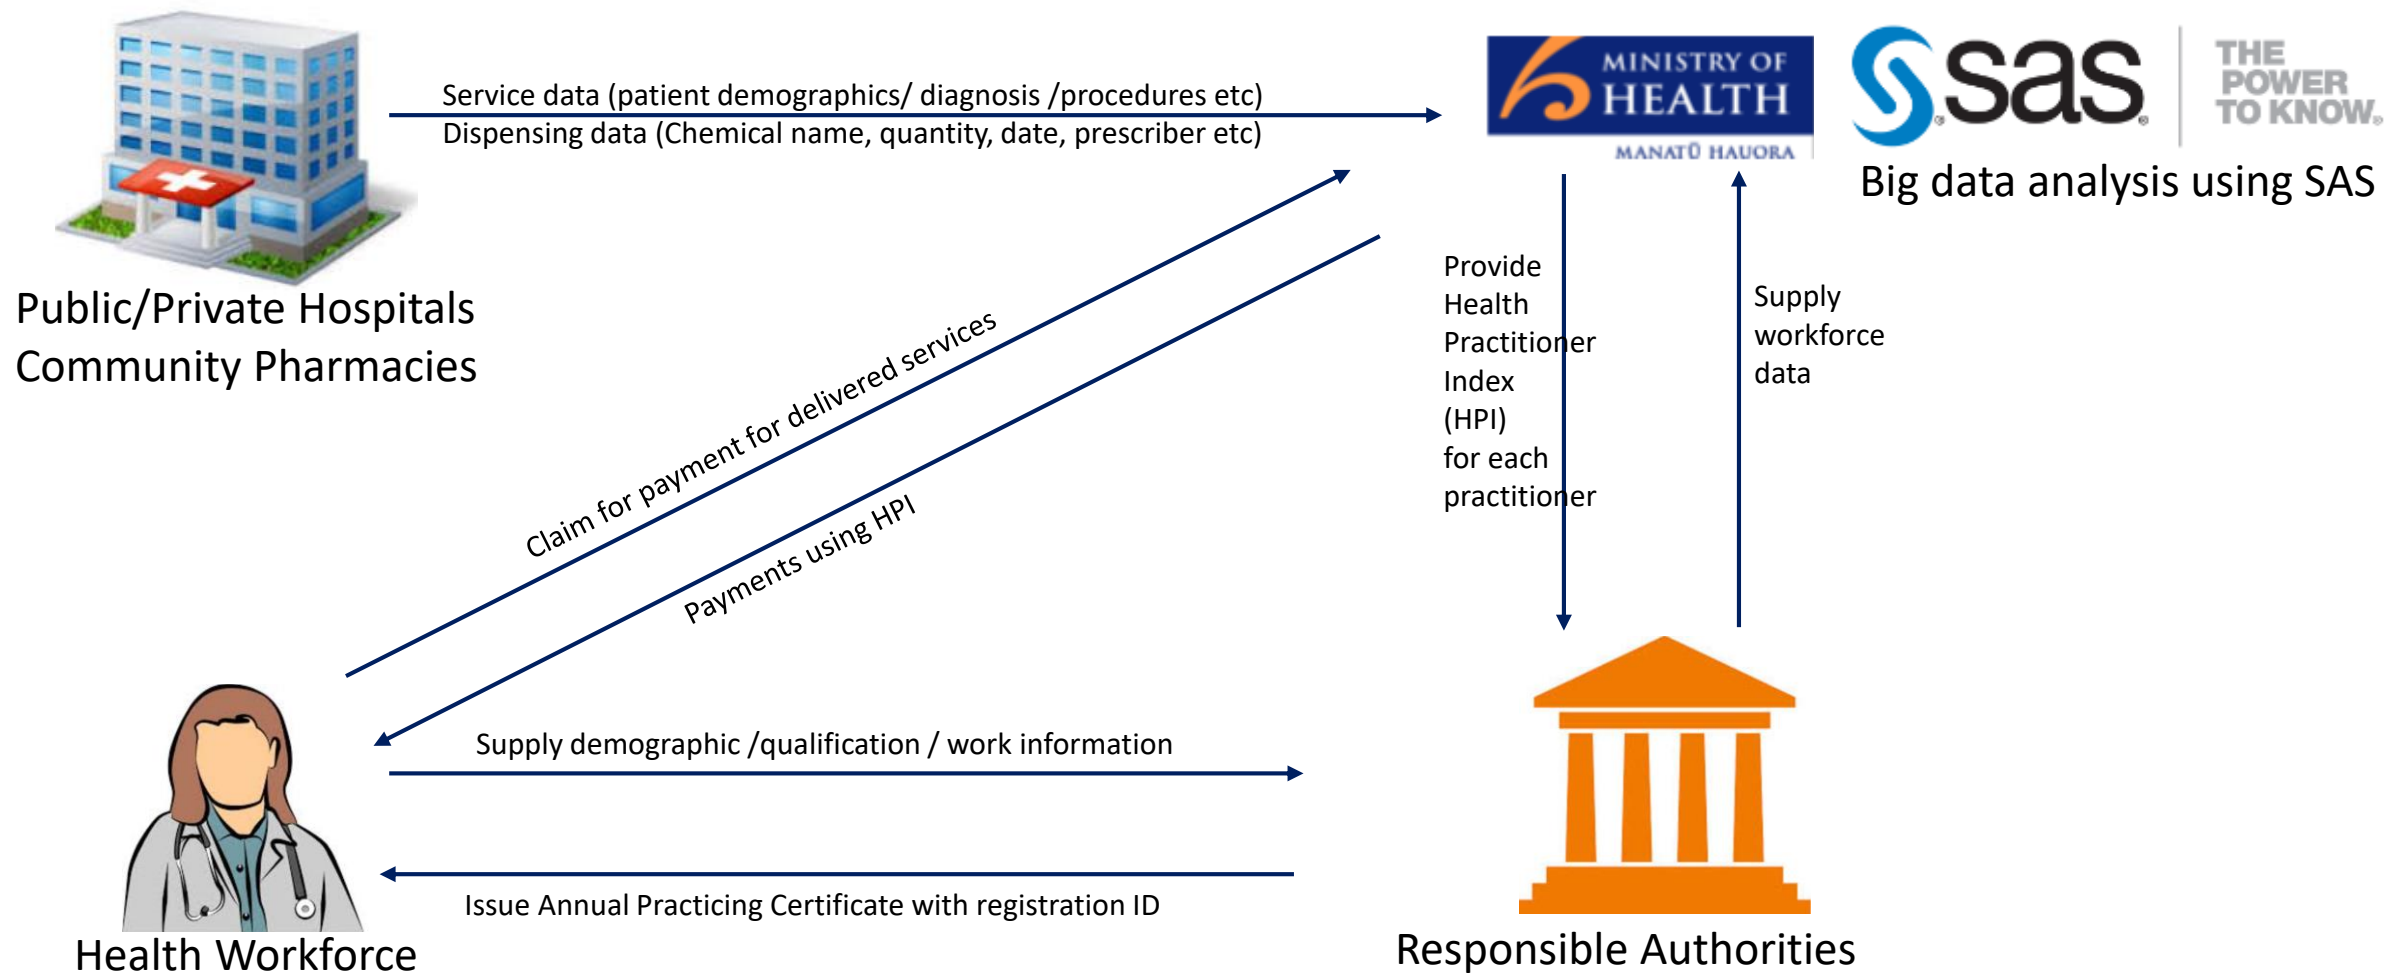 Service data (patient demographics/ diagnosis /procedures etc)
Dispensing data (Chemical name, quantity, date, prescriber etc)
MINISTRY OF
HEALTH
MANATŪ HAUORA
sas
THE
POWER
TO KNOW®
Big data analysis using SAS
Public/Private Hospitals
Community Pharmacies
Claim for payment for delivered services
Payments using HPI
Provide
Health
Practitioner
Index
(HPI)
for each
practitioner
Supply
workforce
data
Supply demographic /qualification / work information
Issue Annual Practicing Certificate with registration ID
Health Workforce
Responsible Authorities